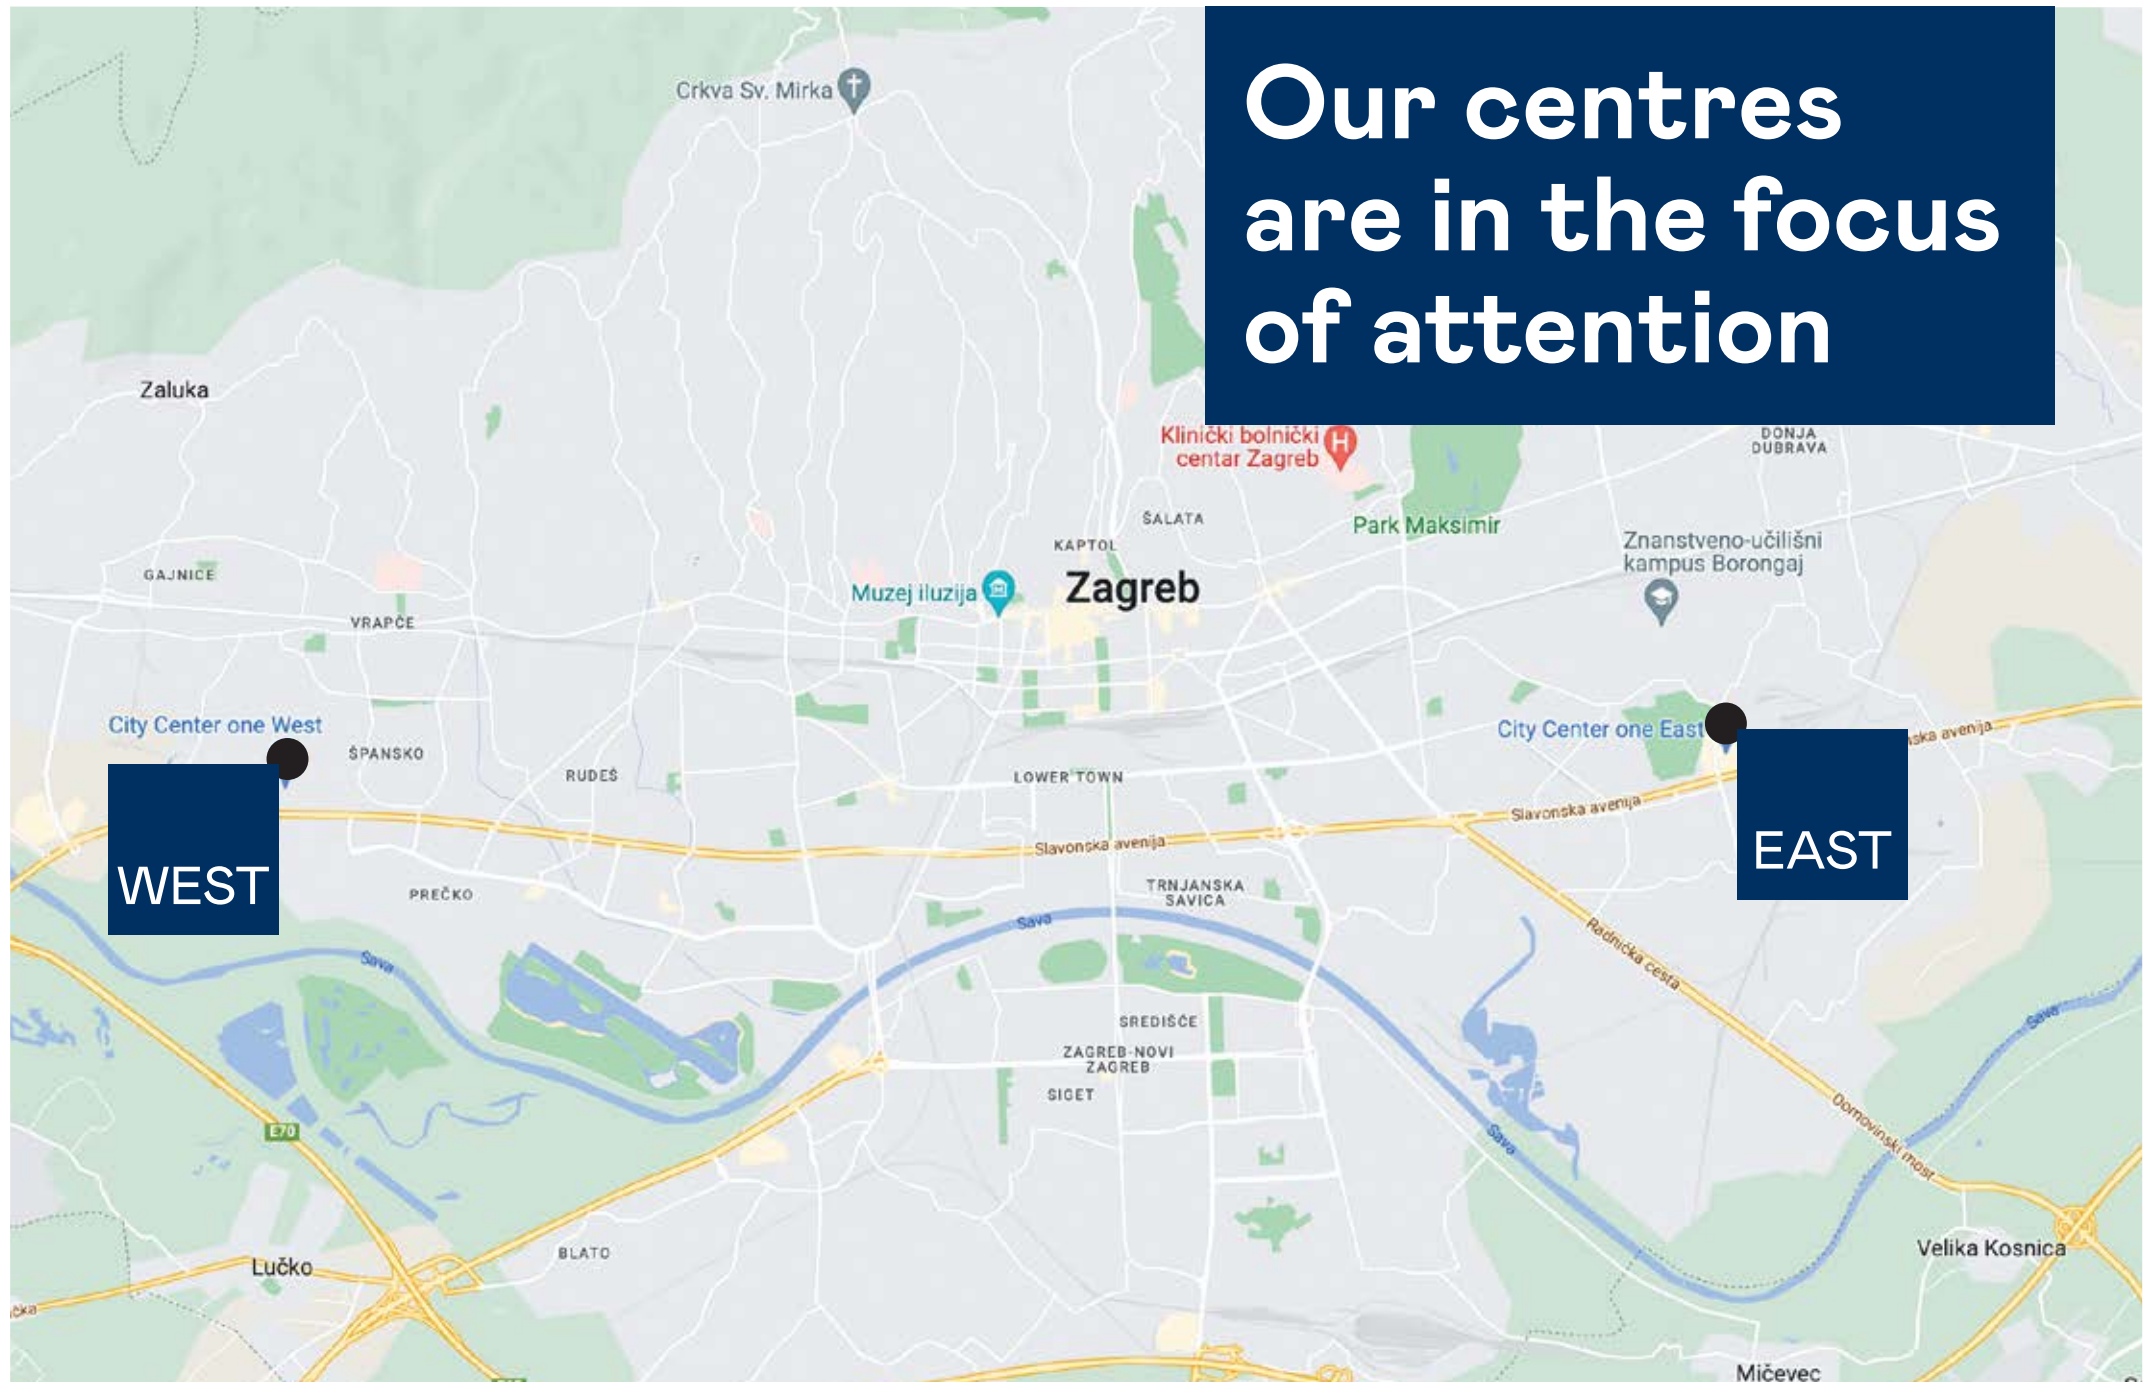 Our centres
are in the focus
of attention
Crkva Sv. Mirka
Zaluka
Klinički bolnički
centar Zagreb
DONJA
DUBRAVA
ŠALATA
Park Maksimir
KAPTOL
Znanstveno-učilišni
kampus Borongaj
GAJNICE
Zagreb
Muzej iluzija
VRAPČE
City Center one West
City Center one East
ŠPANSKO
RUDEŠ
LOWER TOWN
Slavonska avenija
Slavonska avenija
avenija
WEST
EAST
PREČKO
TRNJANSKA
SAVICA
Sava
Sava
Radnička cesta
SREDIŠĆE
ZAGREB-NOVI
ZAGREB
SIGET
Sava
Sava
E70
Domovinski most
BLATO
Lučko
Velika Kosnica
Mičevec